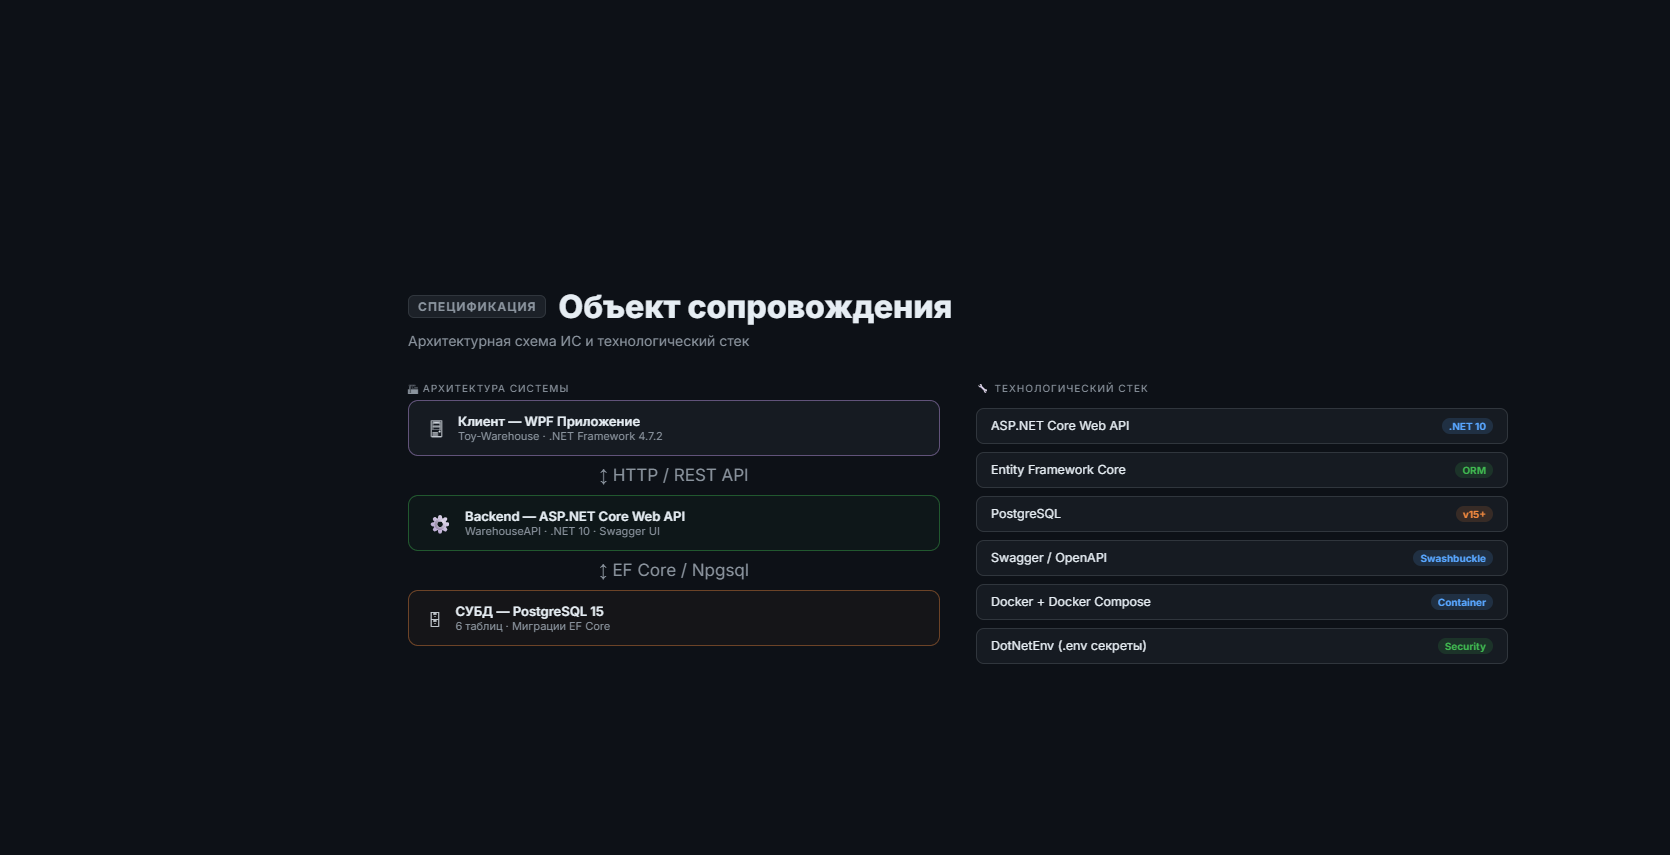 СПЕЦИФИКАЦИЯ Объект сопровождения
Архитектурная схема ИС и технологический стек
АРХИТЕКТУРА СИСТЕМЫ
Клиент — WPF Приложение
Toy-Warehouse · .NET Framework 4.7.2
↕ HTTP / REST API
Backend — ASP.NET Core Web API
WarehouseAPI · .NET 10 · Swagger UI
↕ EF Core / Npgsql
СУБД — PostgreSQL 15
6 таблиц · Миграции EF Core
ТЕХНОЛОГИЧЕСКИЙ СТЕК
ASP.NET Core Web API .NET 10
Entity Framework Core ORM
PostgreSQL v15+
Swagger / OpenAPI Swashbuckle
Docker + Docker Compose Container
DotNetEnv (.env секреты) Security